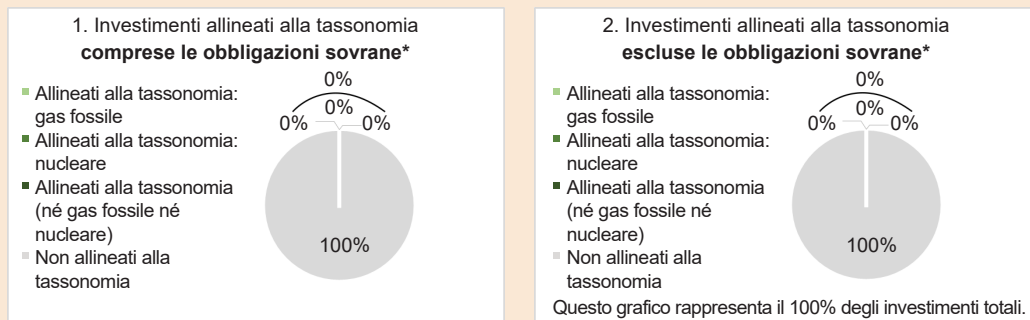 1. Investimenti allineati alla tassonomia
comprese le obbligazioni sovrane*
Allineati alla tassonomia:
gas fossile
Allineati alla tassonomia:
nucleare
Allineati alla tassonomia
(né gas fossile né
nucleare)
Non allineati alla
tassonomia
0%
0%
0%
0%
100%
2. Investimenti allineati alla tassonomia
escluse le obbligazioni sovrane*
Allineati alla tassonomia:
gas fossile
Allineati alla tassonomia:
nucleare
Allineati alla tassonomia
(né gas fossile né
nucleare)
Non allineati alla
tassonomia
0%
0%
0%
0%
100%
Questo grafico rappresenta il 100% degli investimenti totali.